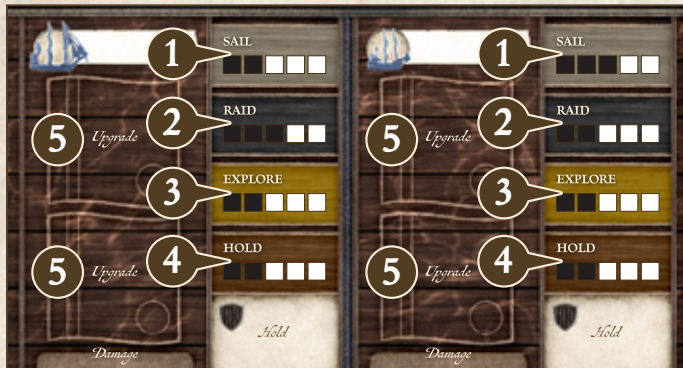 1 SAIL 1 SAIL
5 Upgrade 2 RAID 5 Upgrade 2 RAID
3 EXPLORE 3 EXPLORE
5 Upgrade 4 HOLD 5 Upgrade 4 HOLD
Hold Hold
Damage Damage